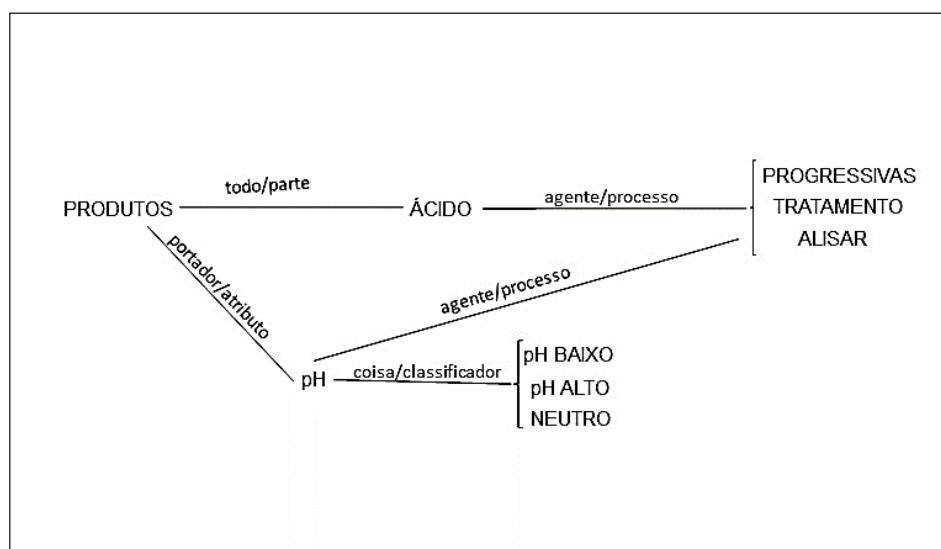 todo/parte
PRODUTOS
ÁCIDO
agente/processo
PROGRESSIVAS
TRATAMENTO
ALISAR
portador/atributo
agente/processo
pH
coisa/classificador
pH BAIXO
pH ALTO
NEUTRO